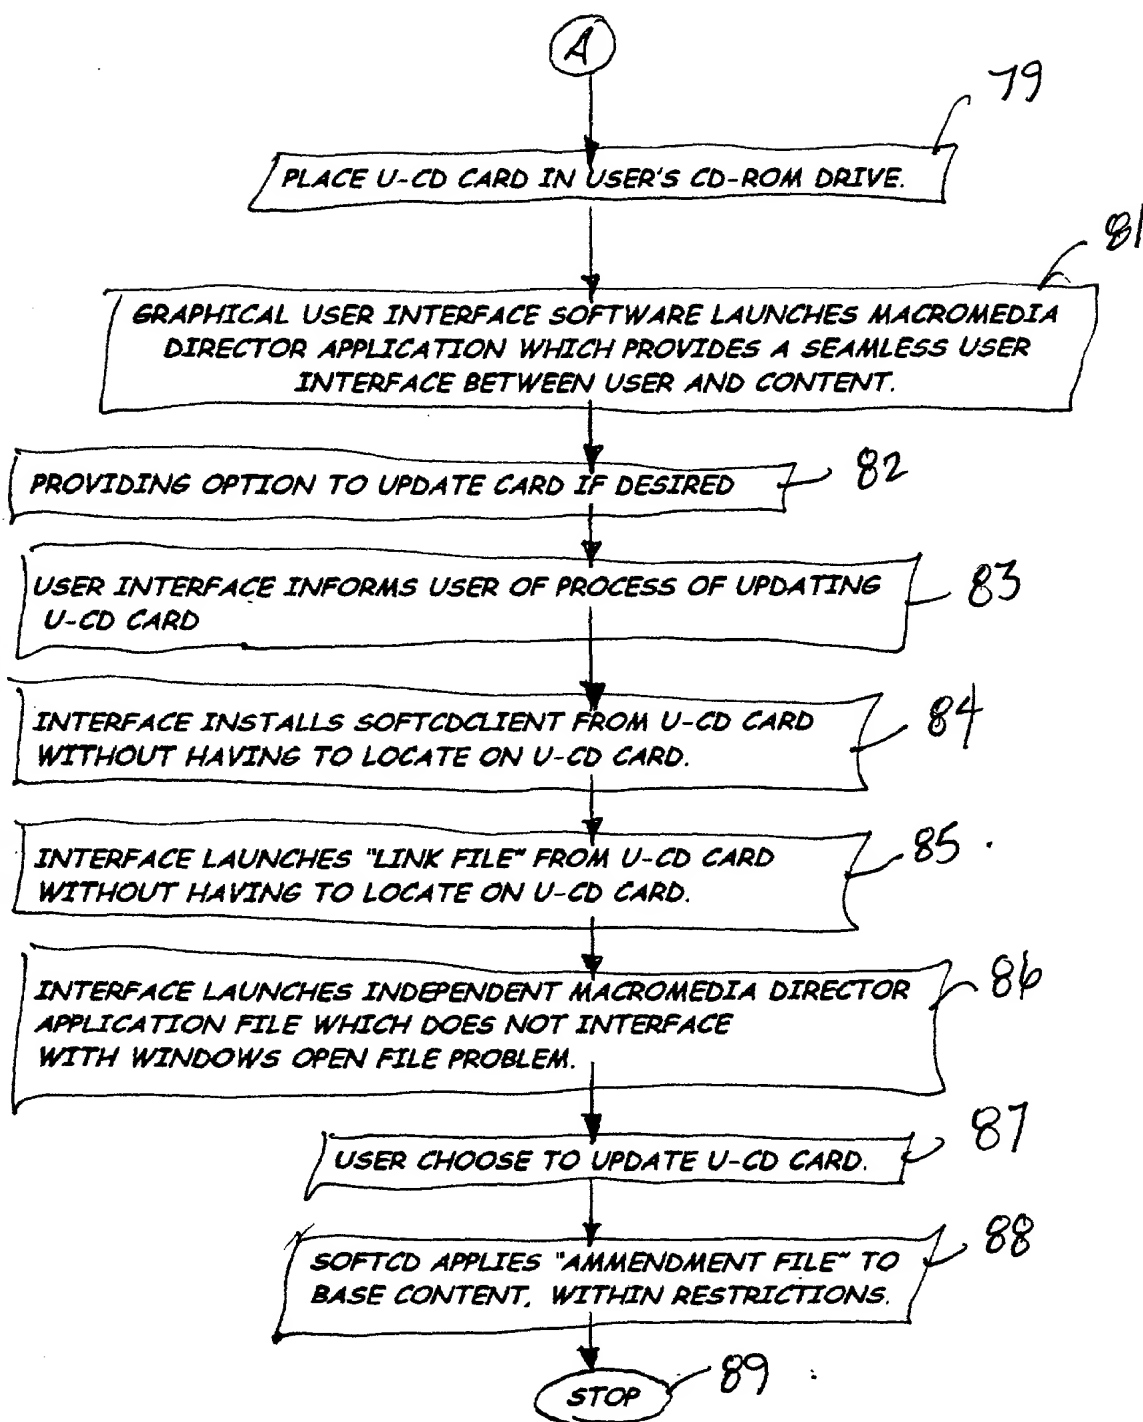 A
79
PLACE U-CD CARD IN USER'S CD-ROM DRIVE.
81
GRAPHICAL USER INTERFACE SOFTWARE LAUNCHES MACROMEDIA
DIRECTOR APPLICATION WHICH PROVIDES A SEAMLESS USER
INTERFACE BETWEEN USER AND CONTENT.
PROVIDING OPTION TO UPDATE CARD IF DESIRED
82
USER INTERFACE INFORMS USER OF PROCESS OF UPDATING
U-CD CARD
83
INTERFACE INSTALLS SOFTCDCLIENT FROM U-CD CARD
WITHOUT HAVING TO LOCATE ON U-CD CARD.
84
INTERFACE LAUNCHES "LINK FILE" FROM U-CD CARD
WITHOUT HAVING TO LOCATE ON U-CD CARD.
85
INTERFACE LAUNCHES INDEPENDENT MACROMEDIA DIRECTOR
APPLICATION FILE WHICH DOES NOT INTERFACE
WITH WINDOWS OPEN FILE PROBLEM.
86
USER CHOOSE TO UPDATE U-CD CARD.
87
SOFTCD APPLIES "AMMENDMENT FILE" TO
BASE CONTENT, WITHIN RESTRICTIONS.
88
STOP
89